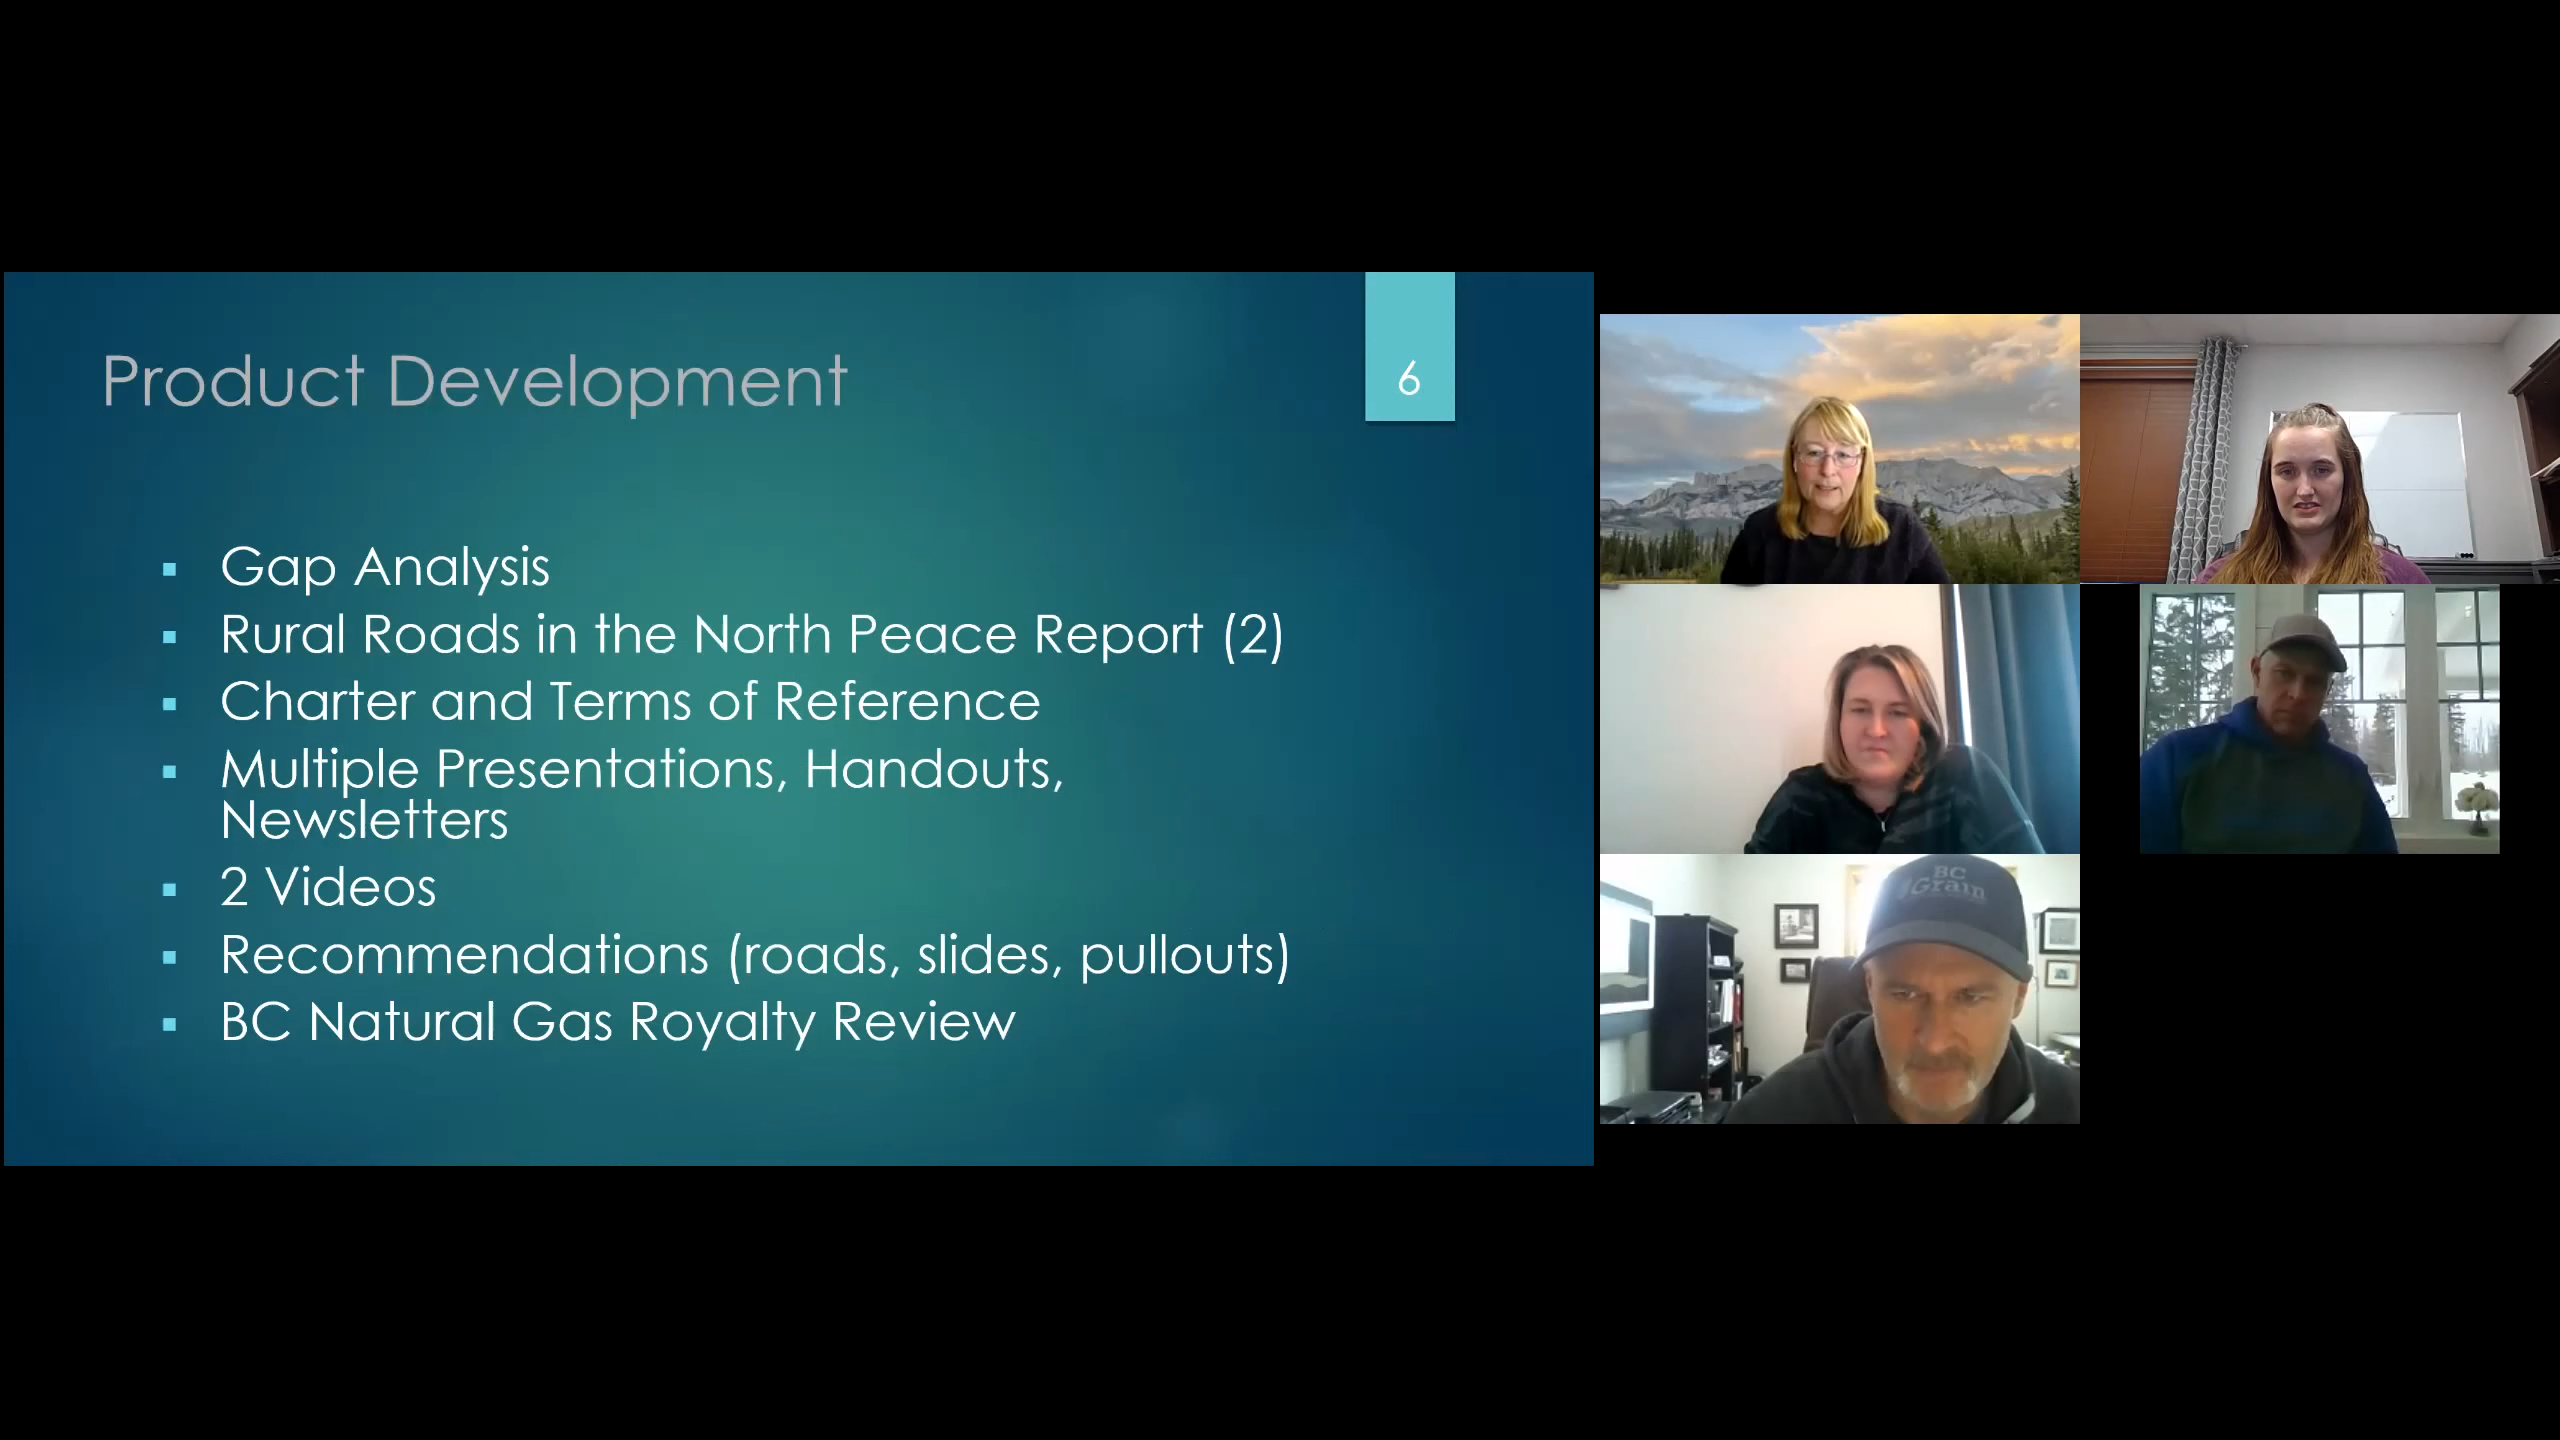 Product Development
6
Gap Analysis
Rural Roads in the North Peace Report (2)
Charter and Terms of Reference
Multiple Presentations, Handouts,
Newsletters
2 Videos
Recommendations (roads, slides, pullouts)
BC Natural Gas Royalty Review
BC
Grain